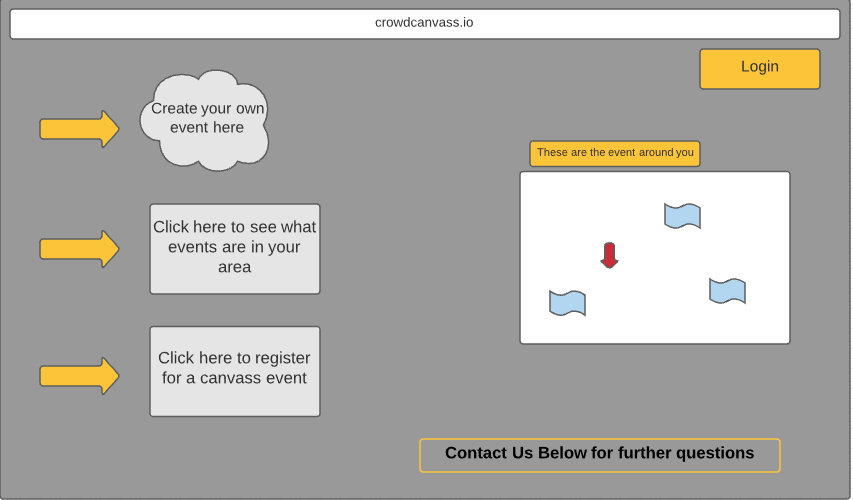 crowdcanvass.io
Login
Create your own
event here
These are the event around you
Click here to see what
events are in your
area
Click here to register
for a canvass event
Contact Us Below for further questions